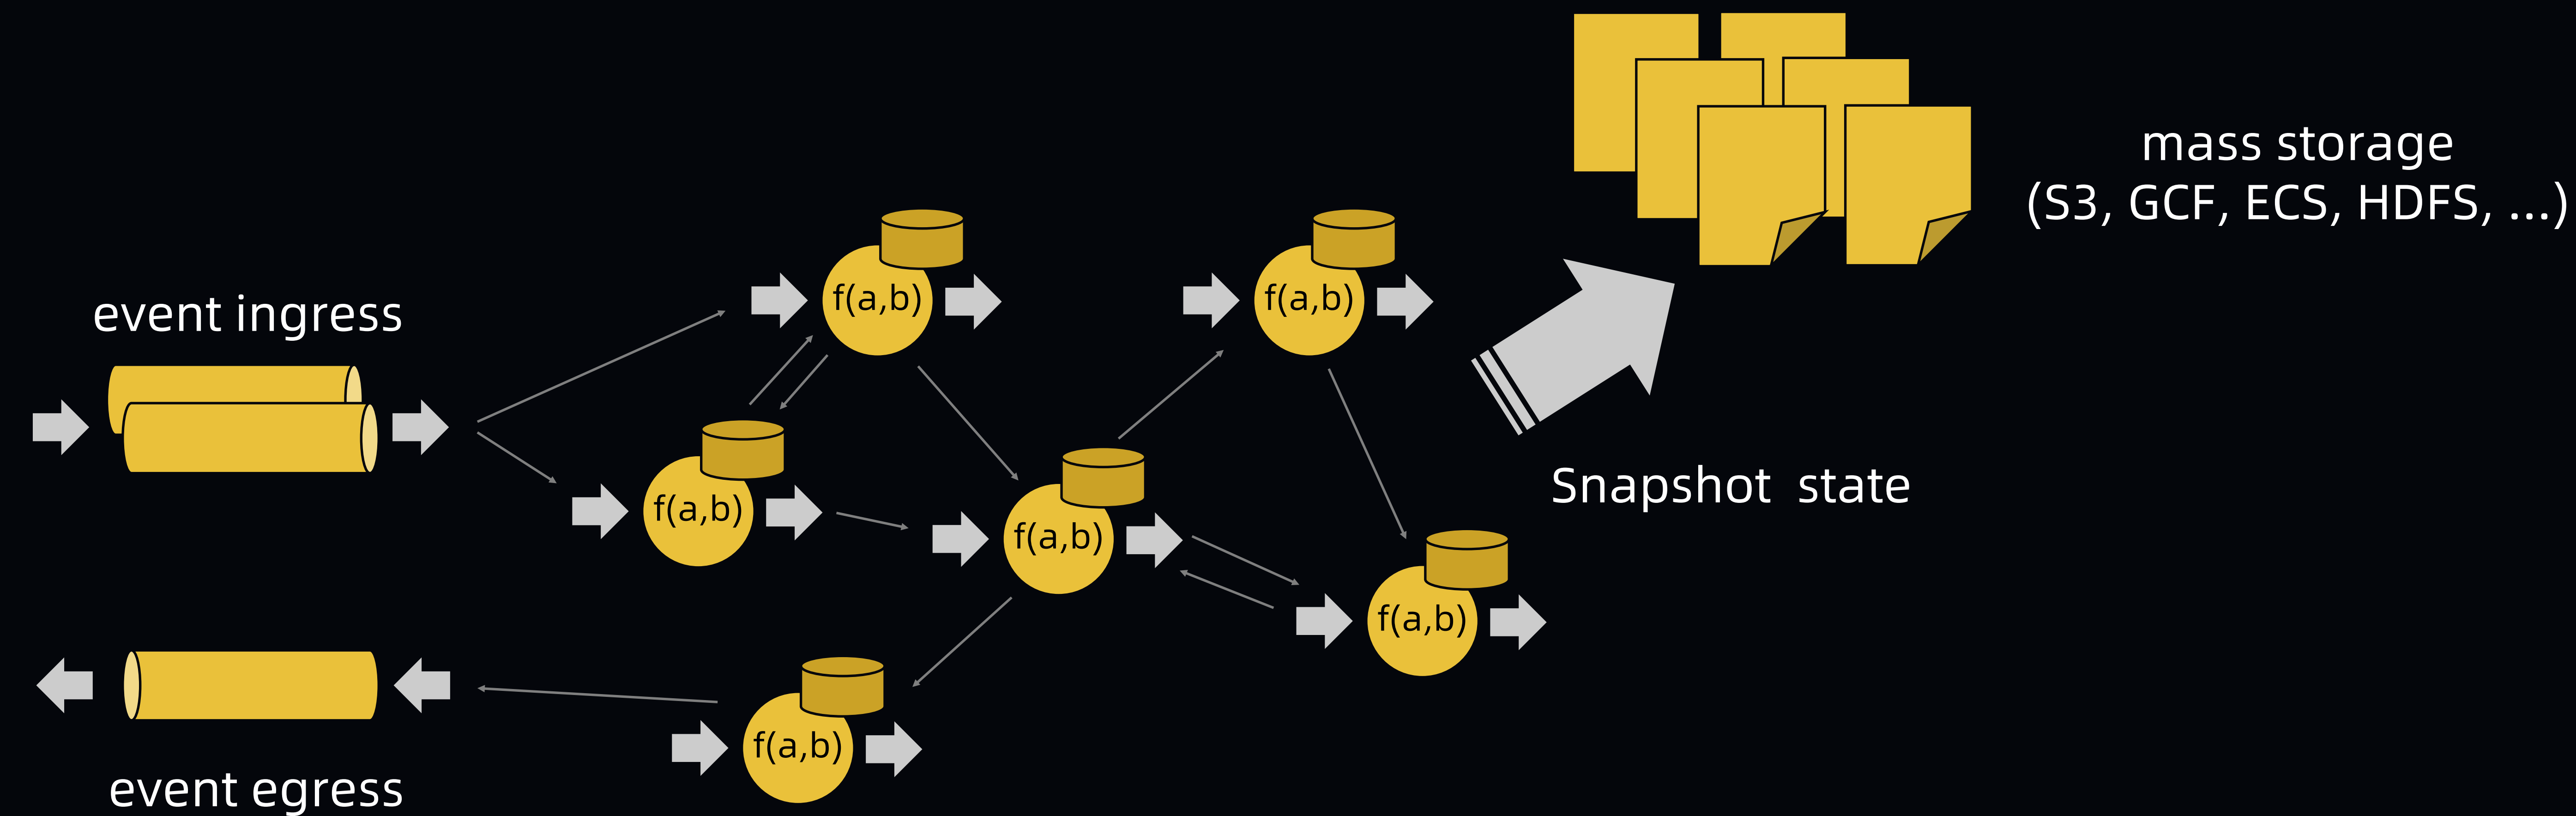 mass storage
(S3, GCF, ECS, HDFS, ...)
event ingress
f(a,b)
f(a,b)
Snapshot  state
f(a,b)
f(a,b)
f(a,b)
f(a,b)
event egress